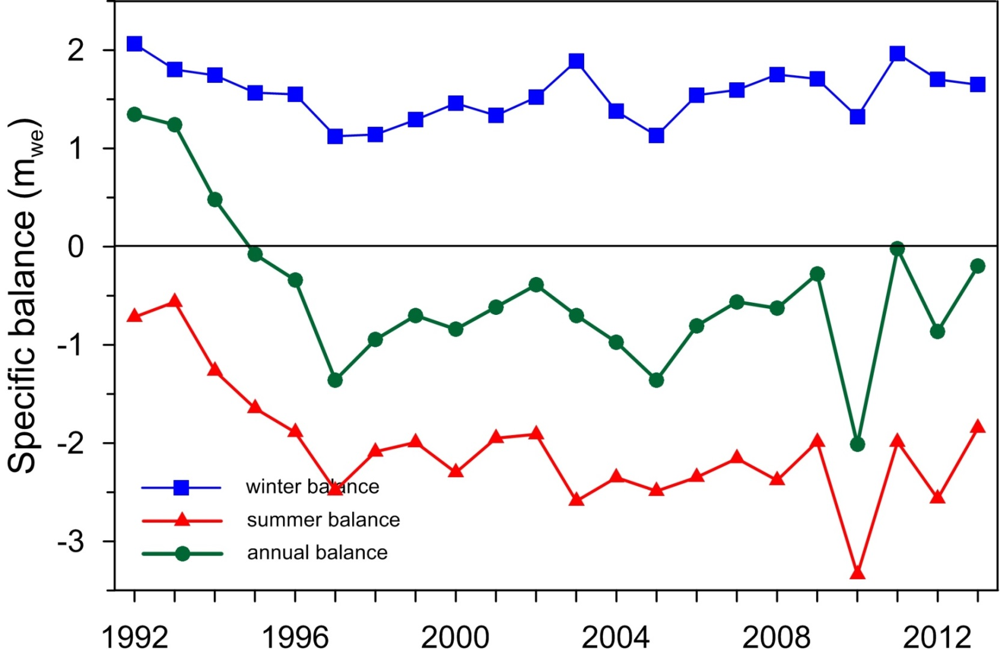 Specific balance (mwe)
2
1
0
-1
-2
-3
winter balance
summer balance
annual balance
1992 1996 2000 2004 2008 2012